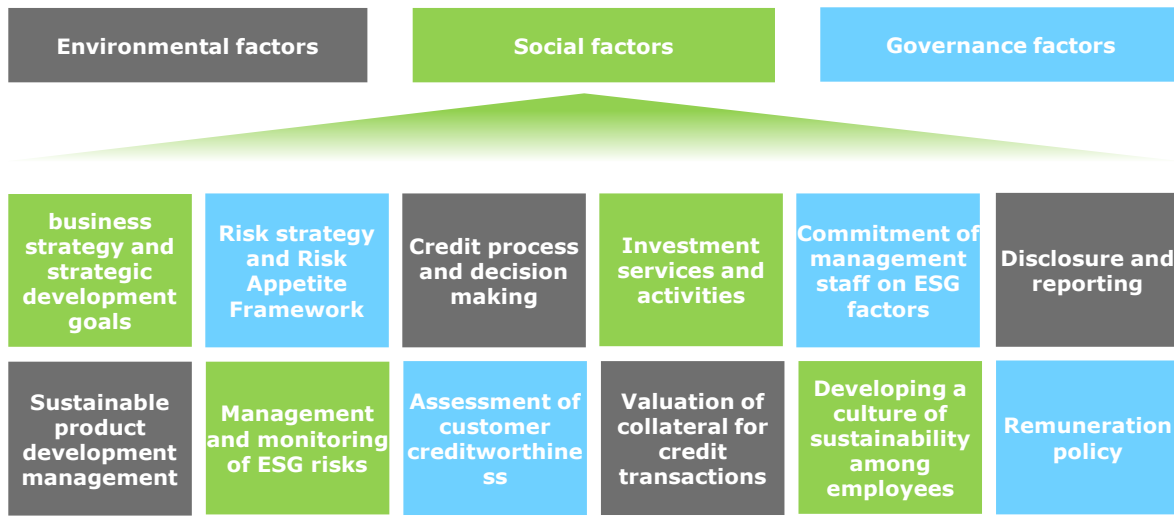 Environmental factors
Social factors
Governance factors
business
strategy and
strategic
development
goals
Risk strategy
and Risk
Appetite
Framework
Credit process
and decision
making
Investment
services and
activities
Commitment of
management
staff on ESG
factors
Disclosure and
reporting
Sustainable
product
development
management
Management
and monitoring
of ESG risks
Assessment of
customer
creditworthine
ss
Valuation of
collateral for
credit
transactions
Developing a
culture of
sustainability
among
employees
Remuneration
policy